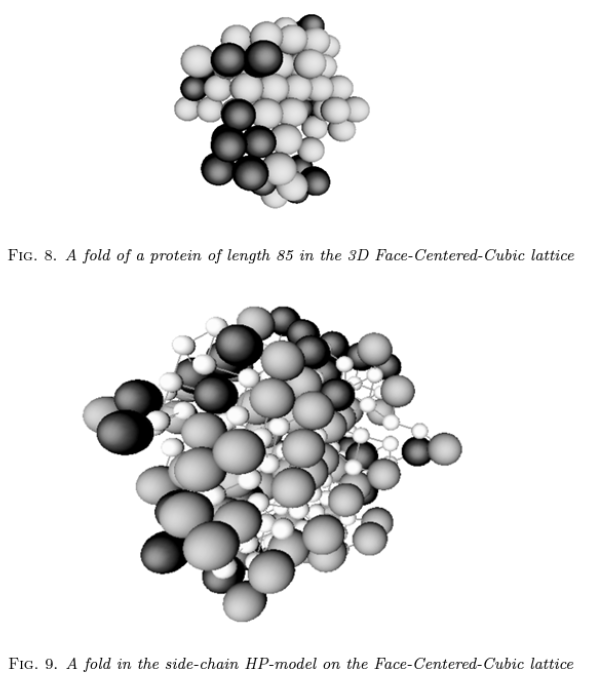 FIG. 8. A fold of a protein of length 85 in the 3D Face-Centered-Cubic lattice
FIG. 9. A fold in the side-chain HP-model on the Face-Centered-Cubic lattice